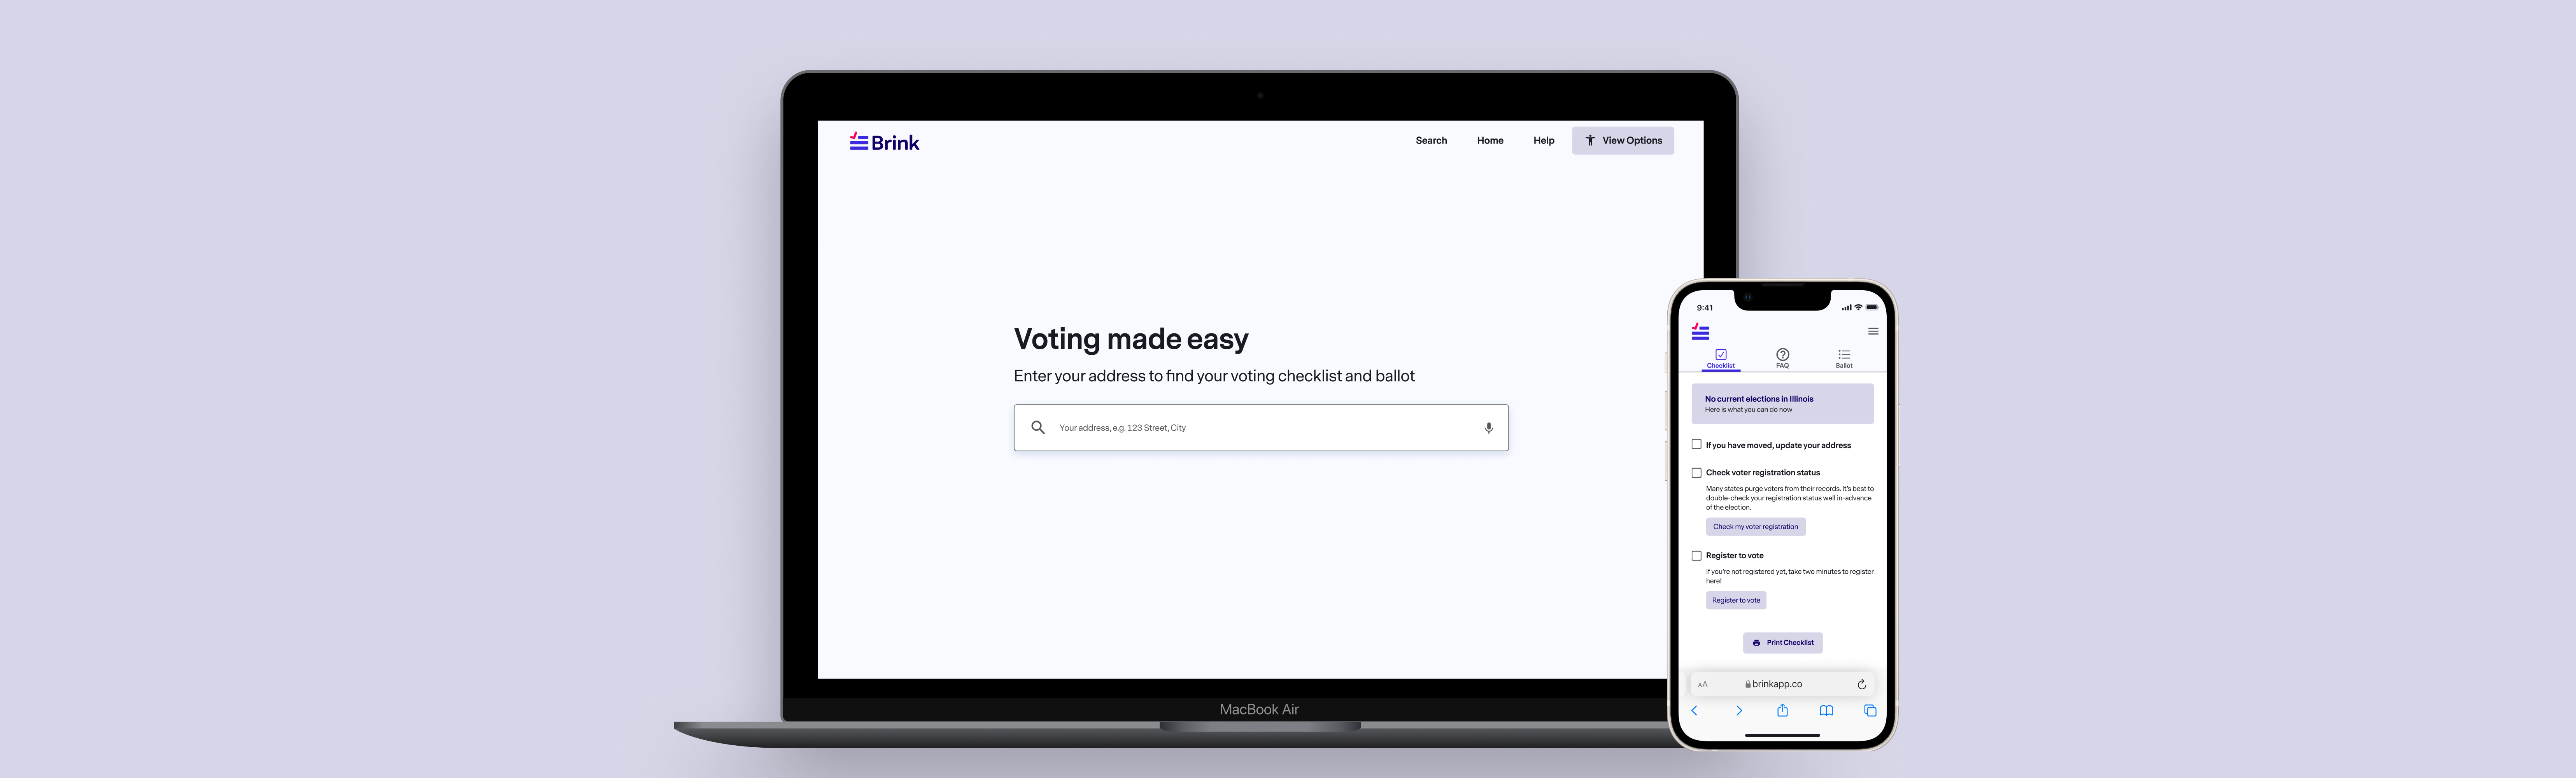 Brink
Search Home Help View Options
Voting made easy
Enter your address to find your voting checklist and ballot
Your address, e.g. 123 Street, City
MacBook Air
9:41
Checklist FAQ Ballot
No current elections in Illinois
Here is what you can do now
If you have moved, update your address
Check voter registration status
Many states purge voters from their records. It's best to
double-check your registration status well in-advance
of the election.
Check my voter registration
Register to vote
If you're not registered yet, take two minutes to register
here!
Register to vote
Print Checklist
AA brinkapp.co